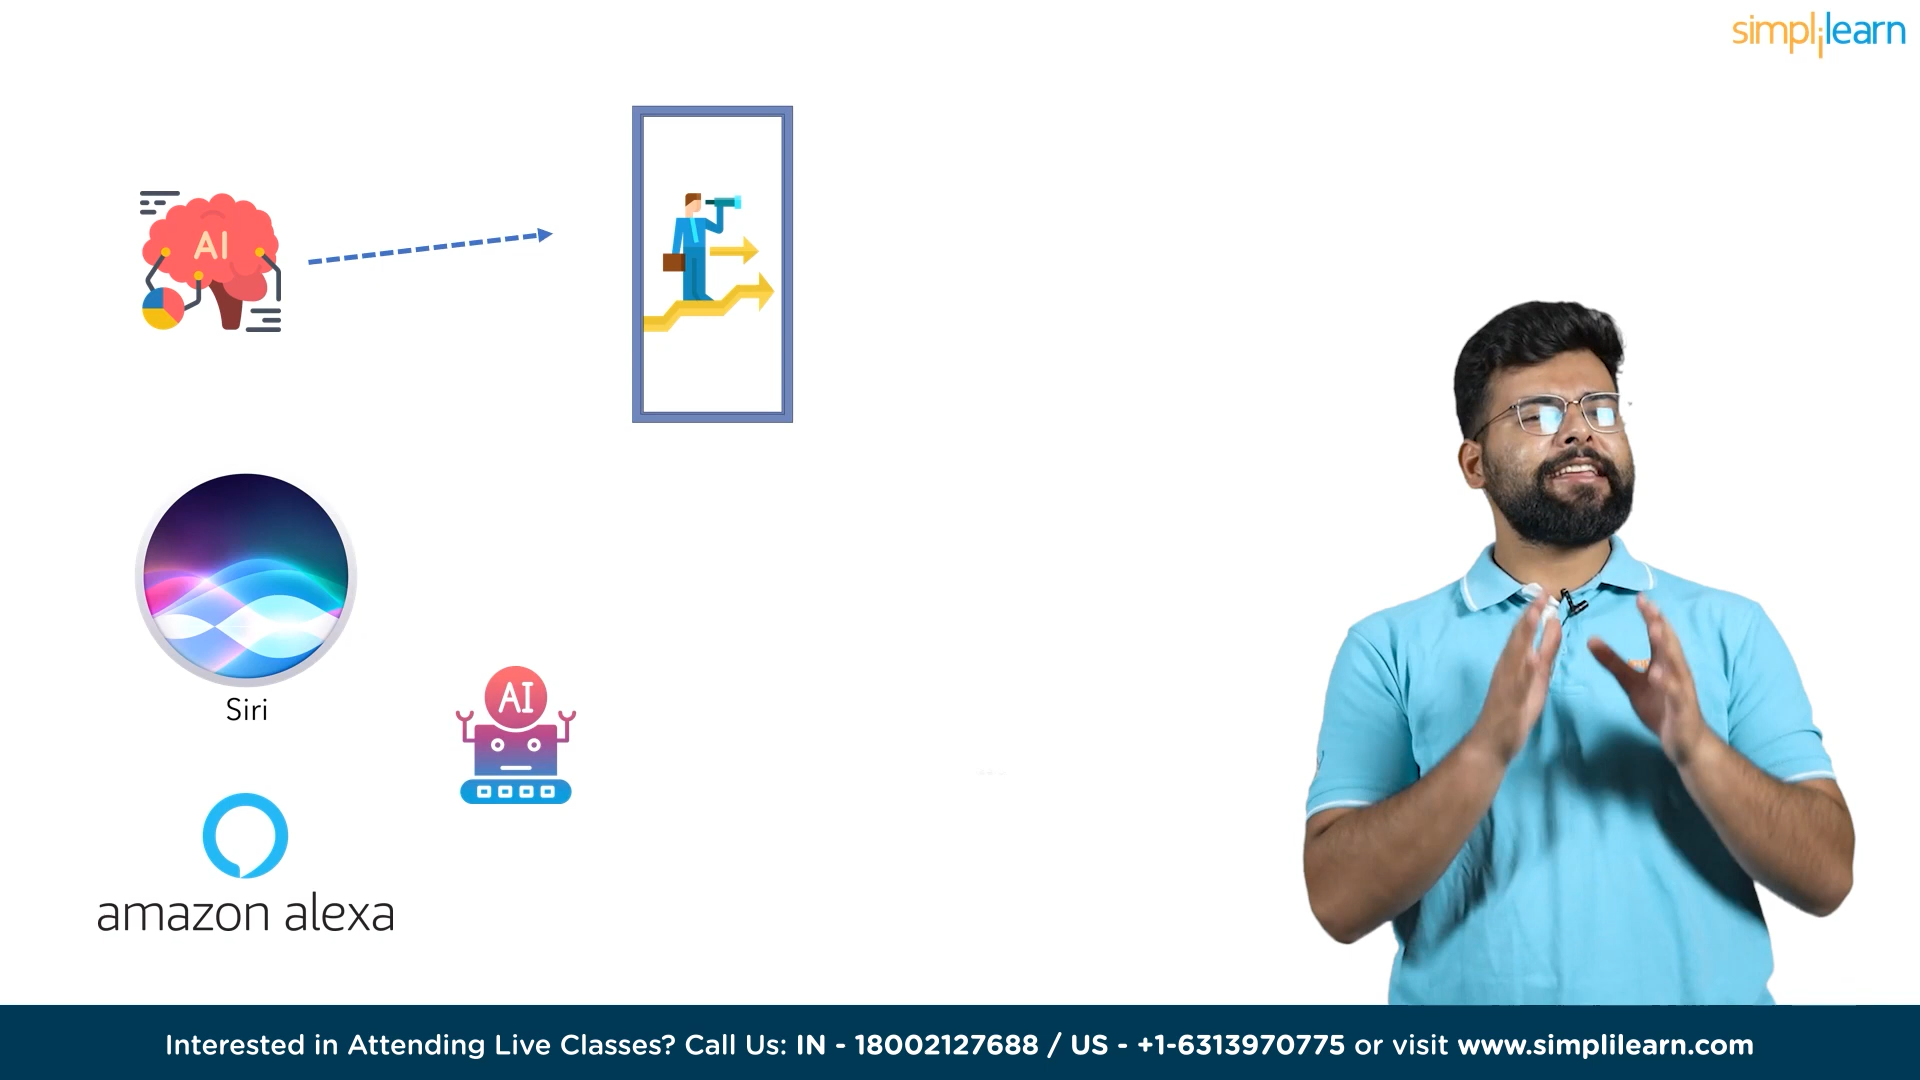 simplilearn
AI
Siri
AI
amazon alexa
Interested in Attending Live Classes? Call Us: IN - 18002127688 / US - +1-6313970775 or visit www.simplilearn.com